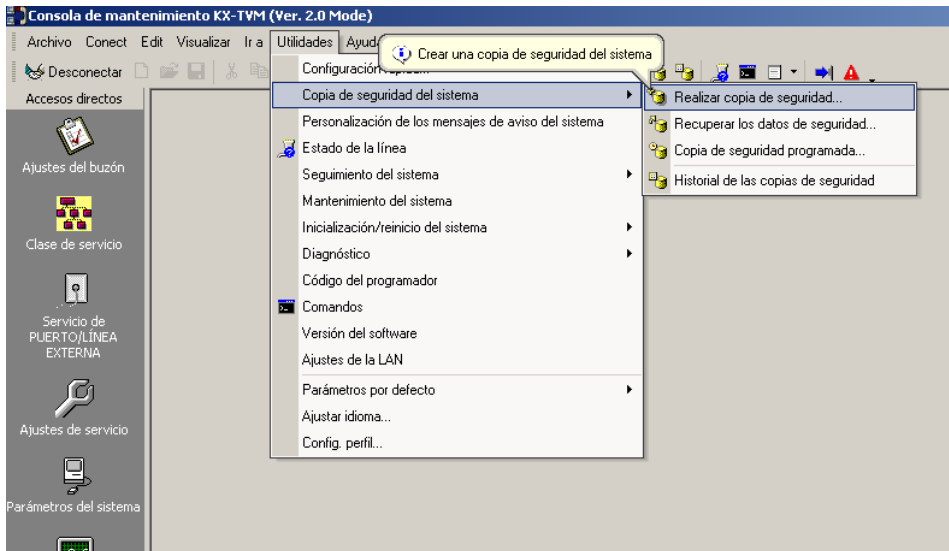 Consola de mantenimiento KX-TVM (Ver. 2.0 Mode)
Archivo Conect Edit Visualizar Ir a Utilidades Ayud
Crear una copia de seguridad del sistema
Desconectar
Accesos directos
Ajustes del buzón
Clase de servicio
Servicio de
PUERTO/LÍNEA
EXTERNA
Ajustes de servicio
Parámetros del sistema
Configuración rápida...
Copia de seguridad del sistema
Personalización de los mensajes de aviso del sistema
Estado de la línea
Seguimiento del sistema
Mantenimiento del sistema
Inicialización/reinicio del sistema
Diagnóstico
Código del programador
Comandos
Versión del software
Ajustes de la LAN
Parámetros por defecto
Ajustar idioma...
Config. perfil...
Realizar copia de seguridad...
Recuperar los datos de seguridad...
Copia de seguridad programada...
Historial de las copias de seguridad